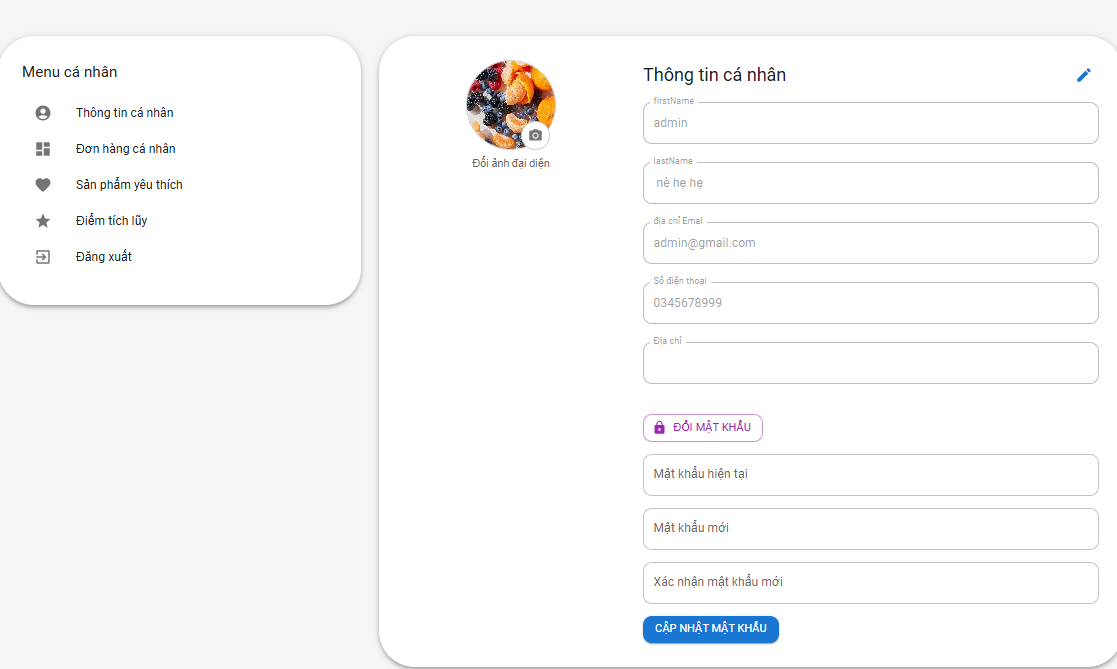 Menu cá nhân
Thông tin cá nhân
Đơn hàng cá nhân
Sản phẩm yêu thích
Điểm tích lũy
Đăng xuất
Đổi ảnh đại diện
Thông tin cá nhân
firstName
admin
lastName
nè hẹ hẹ
địa chỉ Emal
admin@gmail.com
Số điện thoại
0345678999
Địa chỉ
ĐỔI MẬT KHẨU
Mật khẩu hiện tại
Mật khẩu mới
Xác nhận mật khẩu mới
CẬP NHẬT MẬT KHẨU